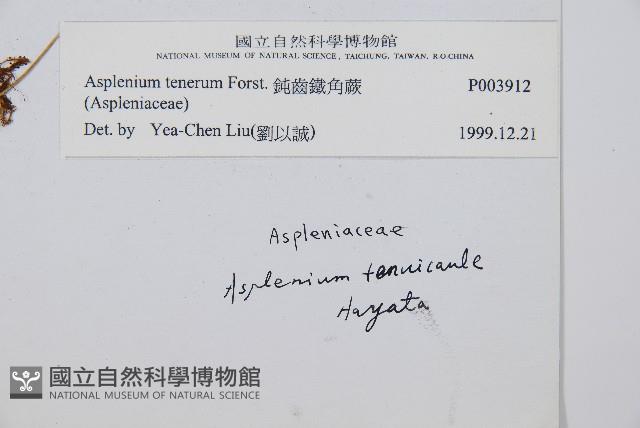 國立自然科學博物館
NATIONAL MUSEUM OF NATURAL SCIENCE, TAICHUNG, TAIWAN, R.O.CHINA
Asplenium tenerum Forst. 鈍齒鐵角蕨 P003912
(Aspleniaceae)
Det. by Yea-Chen Liu(劉以誠) 1999.12.21
Aspleniaceae
Asplenium tenuicaule
Hayata
國立自然科學博物館
NATIONAL MUSEUM OF NATURAL SCIENCE